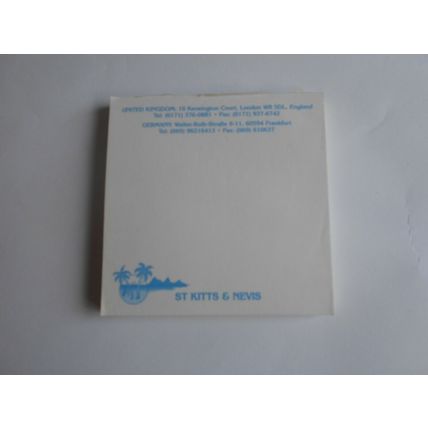 UNITED KINGDOM: 10 Kensington Court, London W8 5DL, England
Tel: (0171) 376-0881 • Fax: (0171) 937-6742
GERMANY: Walter-Kolb-Straße 9-11, 60594 Frankfurt
Tel: (069) 96216413 • Fax: (069) 610637
ST KITTS & NEVIS